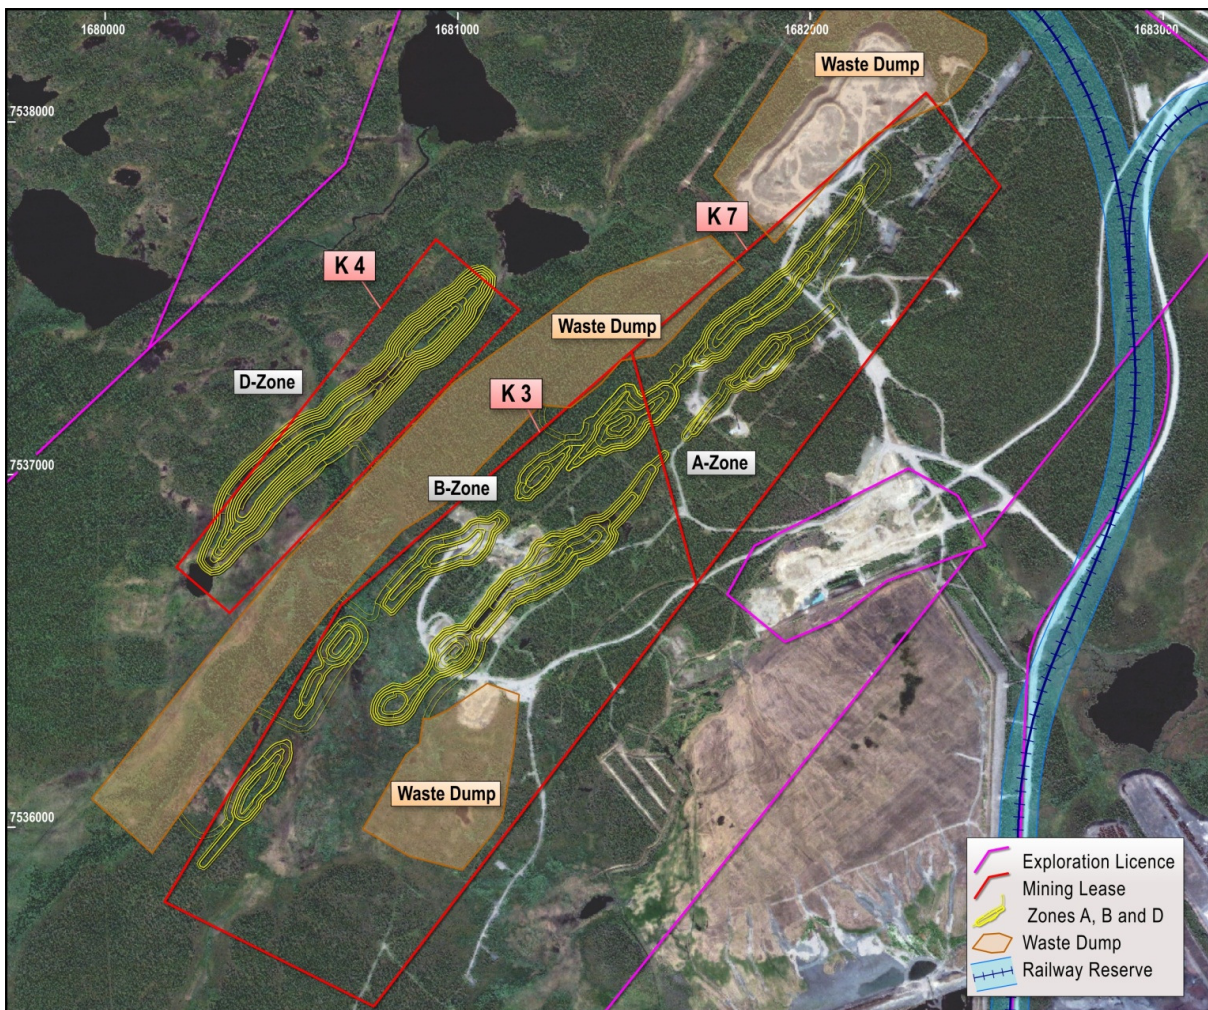 1680000
1681000
1682000
1683000
Waste Dump
7538000
K 7
K 4
Waste Dump
D-Zone
K 3
A-Zone
7537000
B-Zone
Waste Dump
7536000
Exploration Licence
Mining Lease
Zones A, B and D
Waste Dump
Railway Reserve